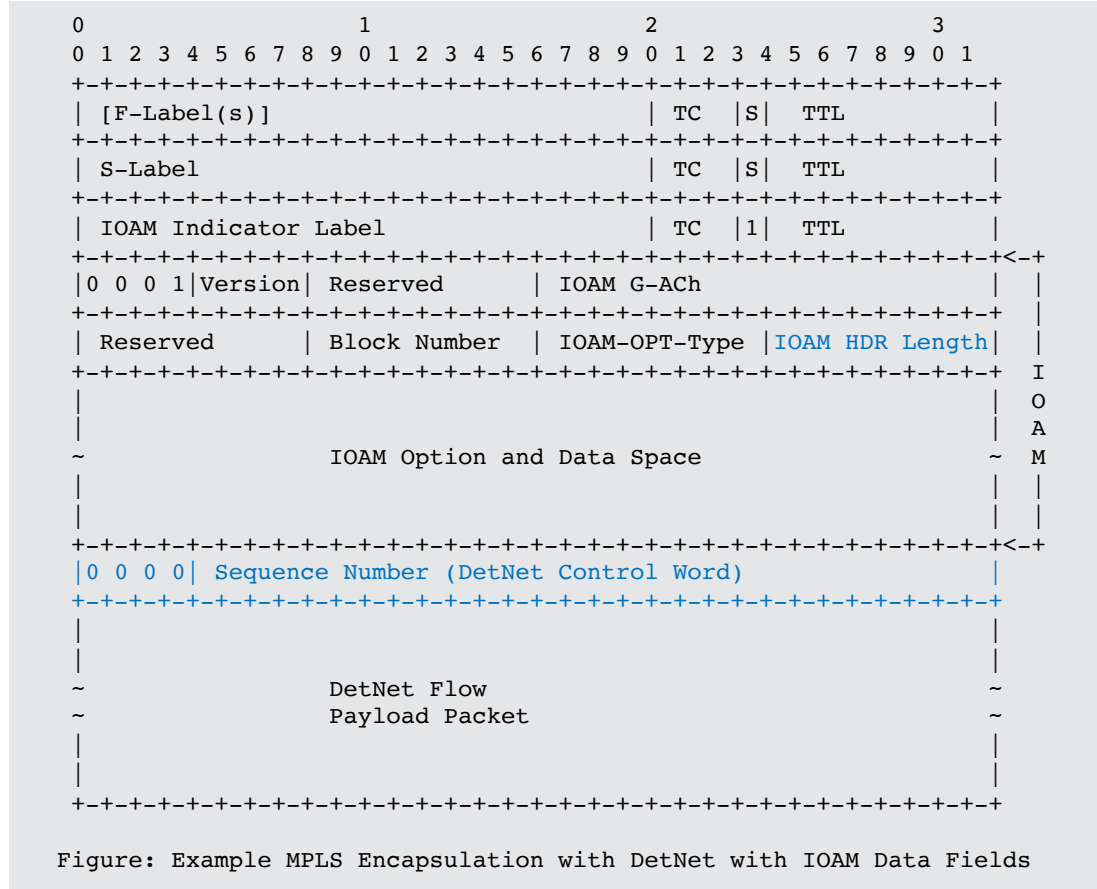 0                   1                   2                   3
0 1 2 3 4 5 6 7 8 9 0 1 2 3 4 5 6 7 8 9 0 1 2 3 4 5 6 7 8 9 0 1
+-+-+-+-+-+-+-+-+-+-+-+-+-+-+-+-+-+-+-+-+-+-+-+-+-+-+-+-+-+-+-+-+
| [F-Label(s)]                          | TC  |S|  TTL          |
+-+-+-+-+-+-+-+-+-+-+-+-+-+-+-+-+-+-+-+-+-+-+-+-+-+-+-+-+-+-+-+-+
| S-Label                               | TC  |S|  TTL          |
+-+-+-+-+-+-+-+-+-+-+-+-+-+-+-+-+-+-+-+-+-+-+-+-+-+-+-+-+-+-+-+-+
| IOAM Indicator Label                  | TC  |1|  TTL          |
+-+-+-+-+-+-+-+-+-+-+-+-+-+-+-+-+-+-+-+-+-+-+-+-+-+-+-+-+-+-+-+-+<-+
|0 0 0 1|Version| Reserved      | IOAM G-ACh                    |  |
+-+-+-+-+-+-+-+-+-+-+-+-+-+-+-+-+-+-+-+-+-+-+-+-+-+-+-+-+-+-+-+-+  |
| Reserved      | Block Number  | IOAM-OPT-Type |IOAM HDR Length|  |
+-+-+-+-+-+-+-+-+-+-+-+-+-+-+-+-+-+-+-+-+-+-+-+-+-+-+-+-+-+-+-+-+  I
|                                                               |  O
|                                                               |  A
~                 IOAM Option and Data Space                    ~  M
|                                                               |  |
|                                                               |  |
+-+-+-+-+-+-+-+-+-+-+-+-+-+-+-+-+-+-+-+-+-+-+-+-+-+-+-+-+-+-+-+-+<-+
|0 0 0 0| Sequence Number (DetNet Control Word)                 |
+-+-+-+-+-+-+-+-+-+-+-+-+-+-+-+-+-+-+-+-+-+-+-+-+-+-+-+-+-+-+-+-+
|                                                               |
|                                                               |
~                 DetNet Flow                                   ~
~                 Payload Packet                                ~
|                                                               |
|                                                               |
+-+-+-+-+-+-+-+-+-+-+-+-+-+-+-+-+-+-+-+-+-+-+-+-+-+-+-+-+-+-+-+-+
Figure: Example MPLS Encapsulation with DetNet with IOAM Data Fields